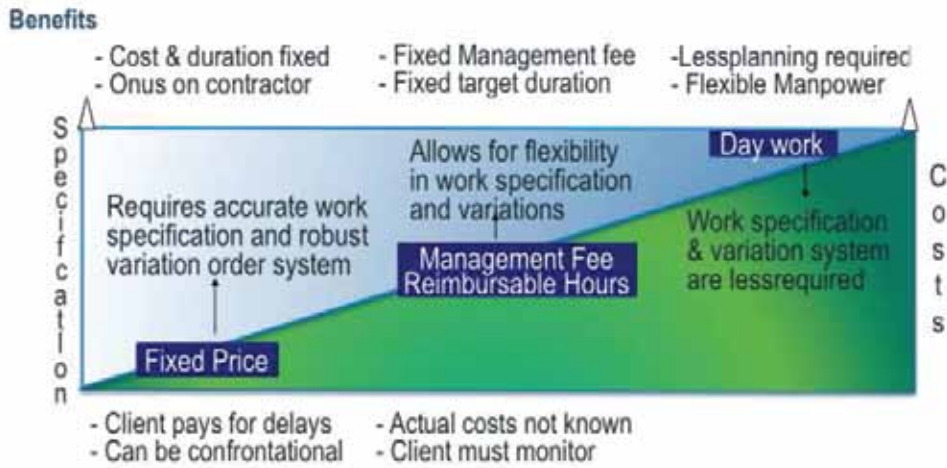 Benefits
- Cost & duration fixed
- Onus on contractor
- Fixed Management fee
- Fixed target duration
-Lessplanning required
- Flexible Manpower
Specifcation
Requires accurate work
specification and robust
variation order system
Fixed Price
Allows for flexibility
in work specification
and variations
Management Fee
Reimbursable Hours
Day work
Work specification
& variation system
are lessrequired
Costs
- Client pays for delays
- Can be confrontational
- Actual costs not known
- Client must monitor